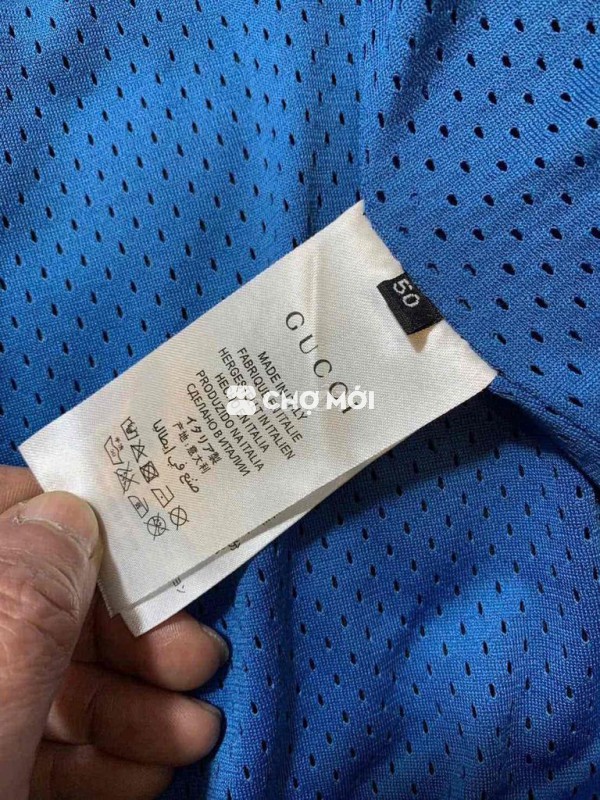 50
GUCCI
MADE IN ITALY
FABRIQUÉ EN ITALIE
HERGESTELLT IN ITALIEN
HECHO EN ITALIA
PRODUZIDO NA ITALIA
СДЕЛАНО В ИТАЛИИ
イタリア製
产地:意大利
صنع في إيطاليا
CHỢ MỚI